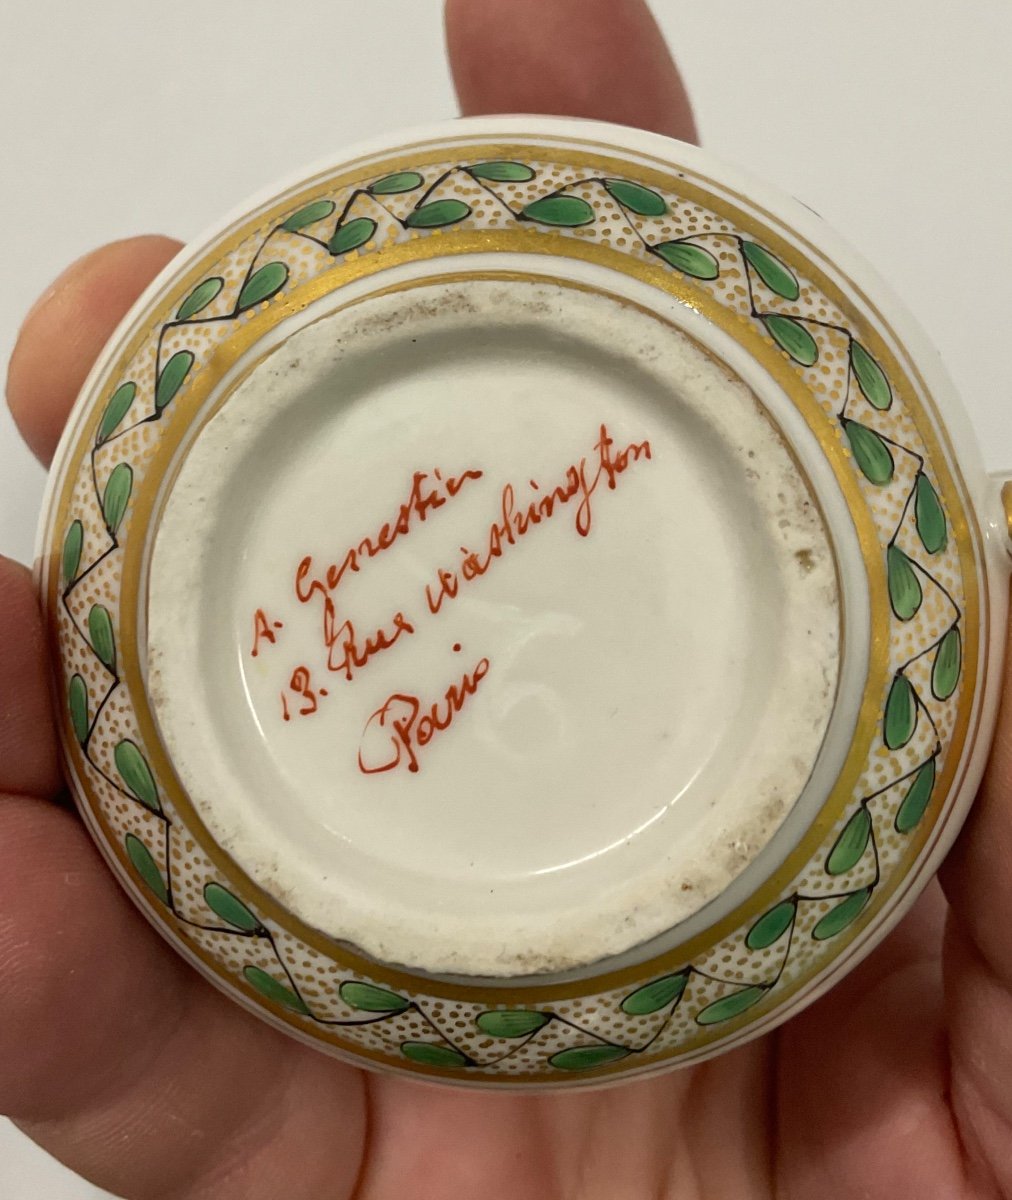 A. Genestin
13. Rue Washington
Paris